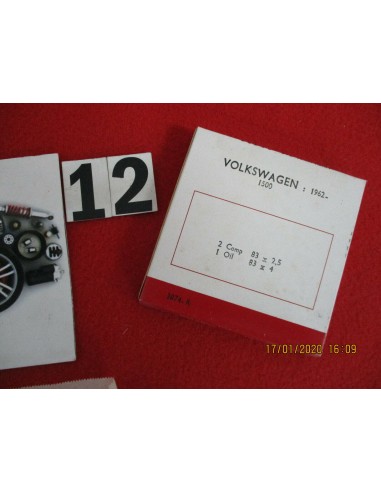 12
VOLKSWAGEN : 1962-
1500
2 Comp 83 x 2,5
1 Oil 83 x 4
17/01/2020 16:09